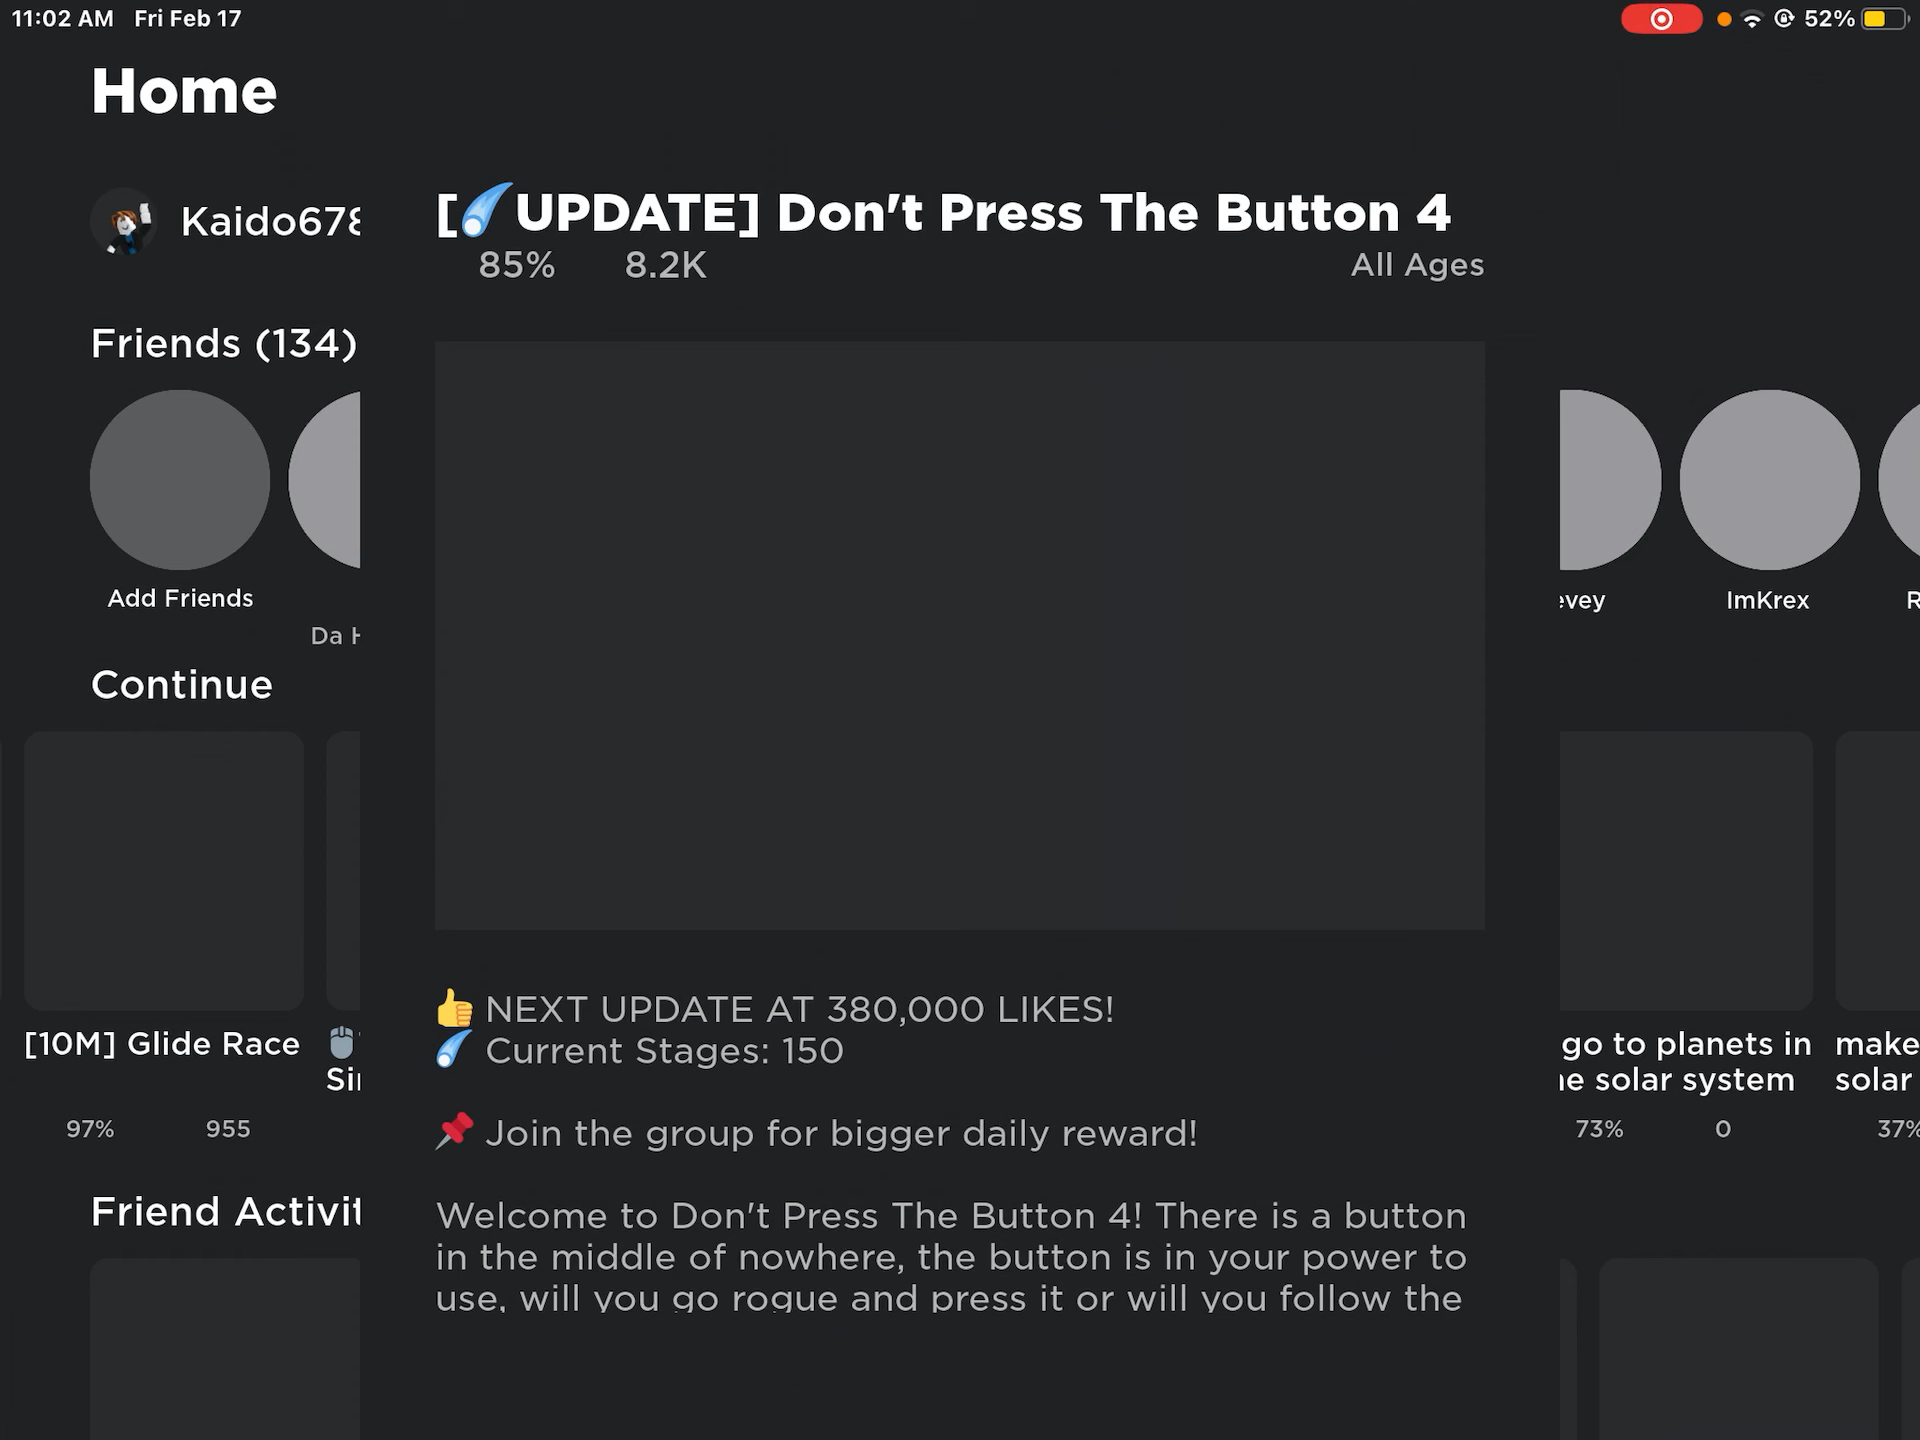 11:02 AM Fri Feb 17
52%
Home
Kaido678
[UPDATE] Don't Press The Button 4
85% 8.2K All Ages
Friends (134)
Add Friends
Da
evey
ImKrex
R
Continue
[10M] Glide Race
97% 955
go to planets in
solar system
73% 0
make
solar
37%
Friend Activit
👍 NEXT UPDATE AT 380,000 LIKES!
☄️ Current Stages: 150
📌 Join the group for bigger daily reward!
Welcome to Don't Press The Button 4! There is a button
in the middle of nowhere, the button is in your power to
use, will you go rogue and press it or will you follow the